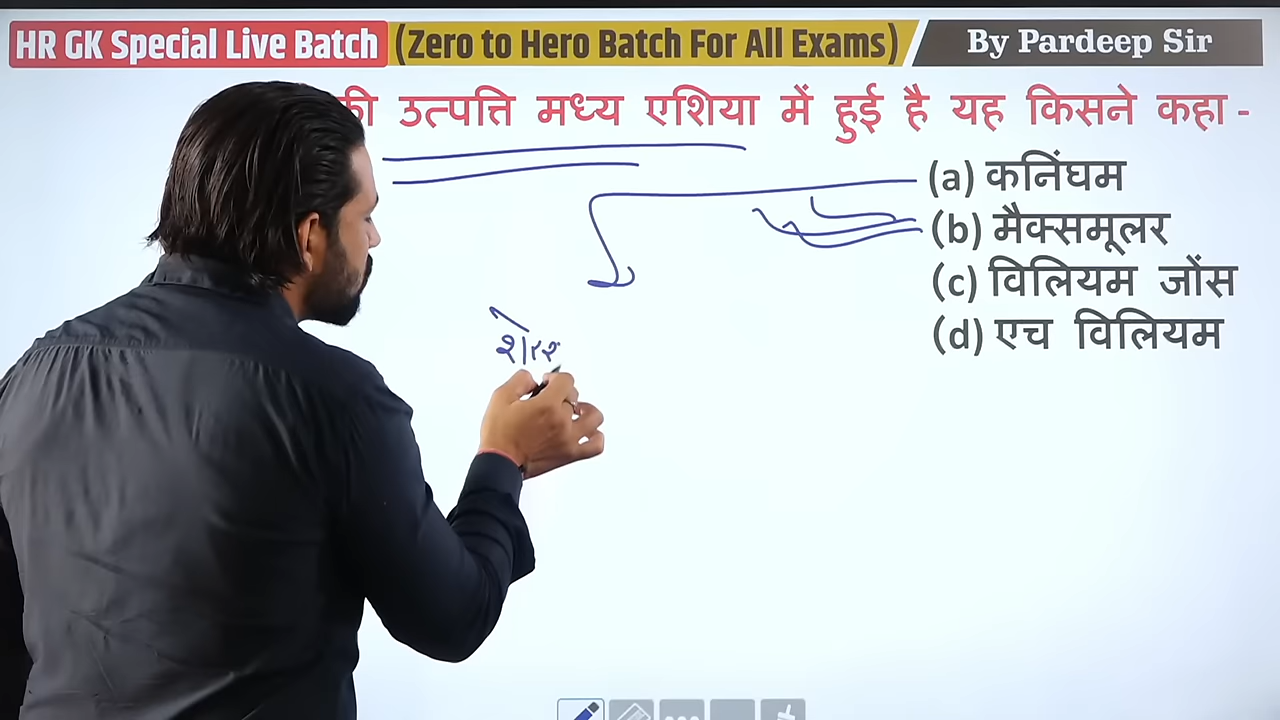 HR GK Special Live Batch (Zero to Hero Batch For All Exams) By Pardeep Sir
की उत्पत्ति मध्य एशिया में हुई है यह किसने कहा -
(a) कनिंघम
(b) मैक्समूलर
(c) विलियम जोंस
(d) एच विलियम